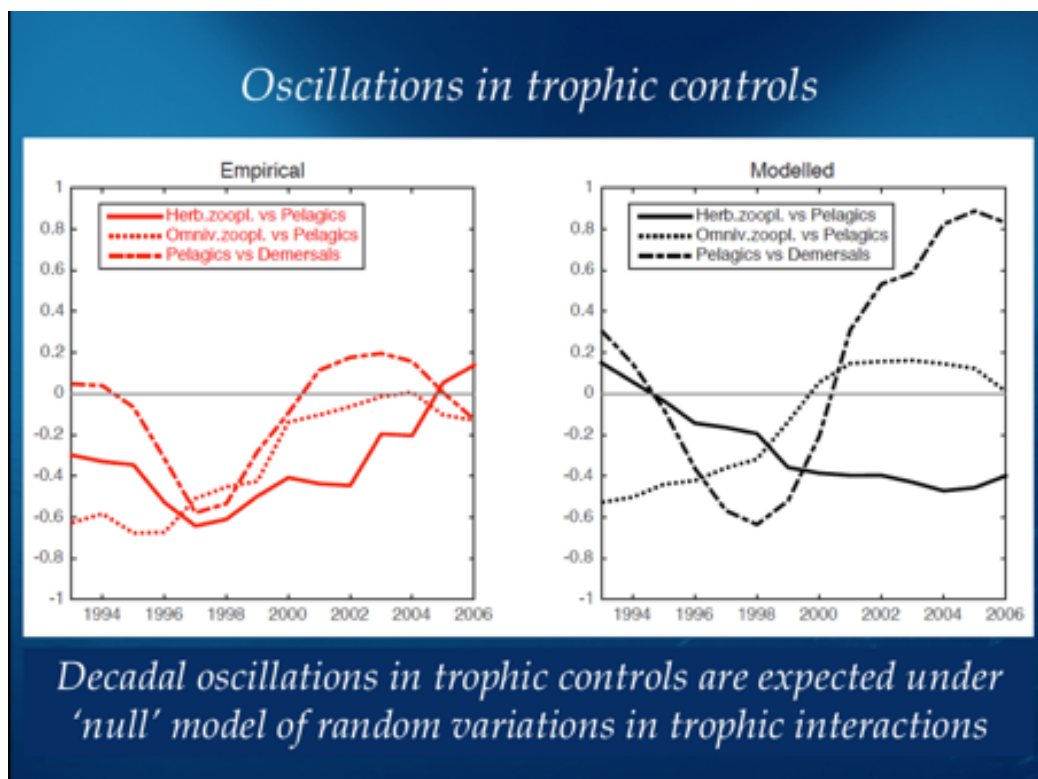 Oscillations in trophic controls
Empirical
1
0.8
0.6
0.4
0.2
0
-0.2
-0.4
-0.6
-0.8
-1
Herb.zoopl. vs Pelagics
Omniv.zoopl. vs Pelagics
Pelagics vs Demersals
1994 1996 1998 2000 2002 2004 2006
Modelled
1
0.8
0.6
0.4
0.2
0
-0.2
-0.4
-0.6
-0.8
-1
Herb.zoopl. vs Pelagics
Omniv.zoopl. vs Pelagics
Pelagics vs Demersals
1994 1996 1998 2000 2002 2004 2006
Decadal oscillations in trophic controls are expected under
‘null’ model of random variations in trophic interactions